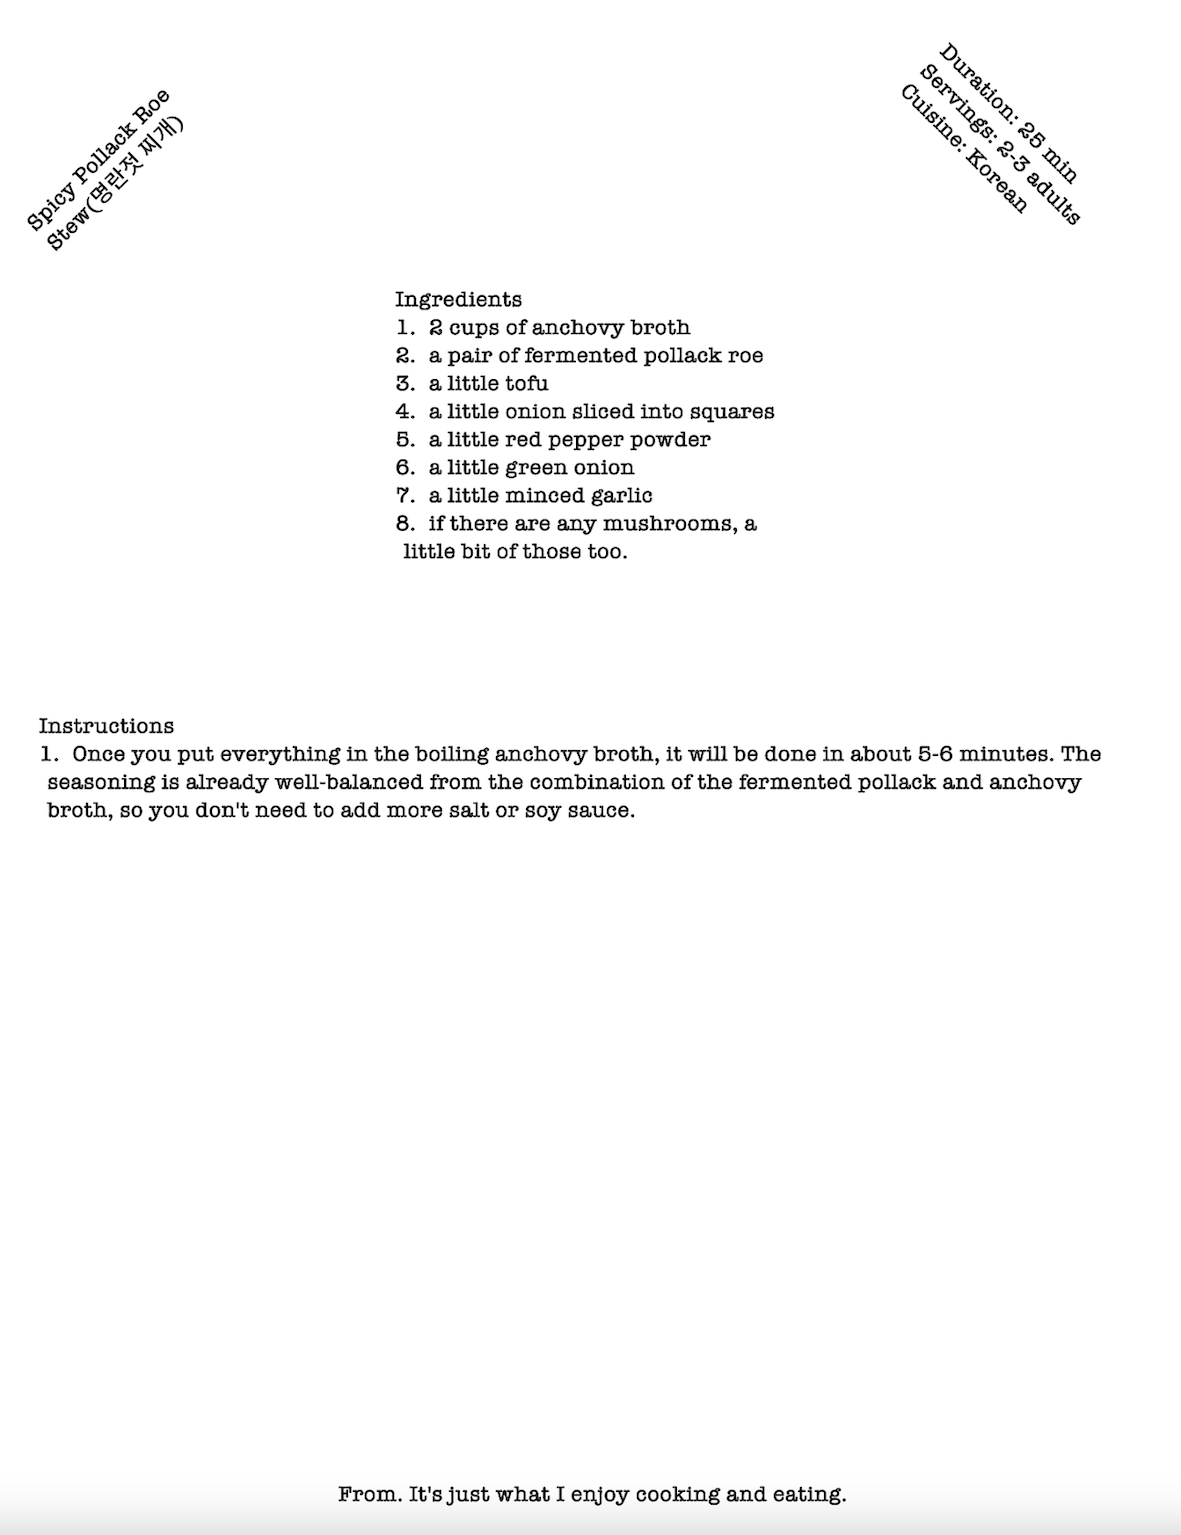 Spicy Pollack Roe
Stew(명란젓 찌개)
Duration: 25 min
Servings: 2-3 adults
Cuisine: Korean
Ingredients
1. 2 cups of anchovy broth
2. a pair of fermented pollack roe
3. a little tofu
4. a little onion sliced into squares
5. a little red pepper powder
6. a little green onion
7. a little minced garlic
8. if there are any mushrooms, a
little bit of those too.
Instructions
1. Once you put everything in the boiling anchovy broth, it will be done in about 5-6 minutes. The
seasoning is already well-balanced from the combination of the fermented pollack and anchovy
broth, so you don't need to add more salt or soy sauce.
From. It's just what I enjoy cooking and eating.